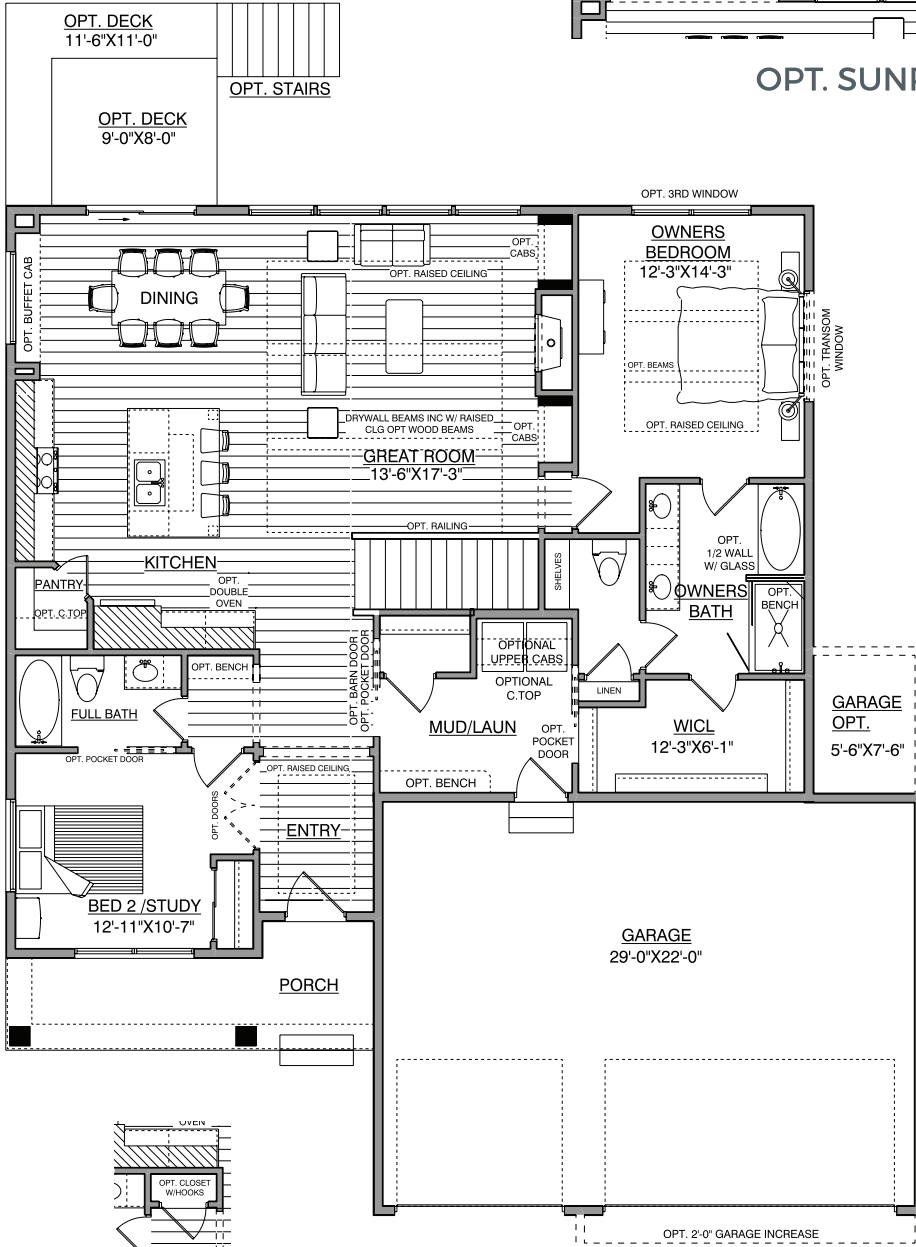 OPT. DECK
11'-6"X11'-0"
OPT. STAIRS
OPT. SUNR
OPT. DECK
9'-0"X8'-0"
OPT. 3RD WINDOW
OPT. BUFFET CAB
DINING
OPT. RAISED CEILING
OPT.
CABS
OWNERS
BEDROOM
12'-3"X14'-3"
OPT. BEAMS
OPT. RAISED CEILING
OPT. TRANSOM
WINDOW
DRYWALL BEAMS INC W/ RAISED
CLG OPT WOOD BEAMS
OPT.
CABS
GREAT ROOM
13'-6"X17'-3"
OPT. RAILING
KITCHEN
PANTRY
OPT. C.TOP
OPT.
DOUBLE
OVEN
SHELVES
OPT.
1/2 WALL
W/ GLASS
OWNERS
BATH
OPT.
BENCH
OPT. BENCH
FULL BATH
OPT. POCKET DOOR
OPT. BARN DOOR
OPT. POCKET DOOR
OPTIONAL
UPPER CABS
OPTIONAL
C.TOP
MUD/LAUN
OPT.
POCKET
DOOR
OPT. BENCH
LINEN
WICL
12'-3"X6'-1"
GARAGE
OPT.
5'-6"X7'-6"
OPT. RAISED CEILING
OPT. DOORS
ENTRY
BED 2 /STUDY
12'-11"X10'-7"
PORCH
GARAGE
29'-0"X22'-0"
OVEN
OPT. CLOSET
W/HOOKS
OPT. 2'-0" GARAGE INCREASE